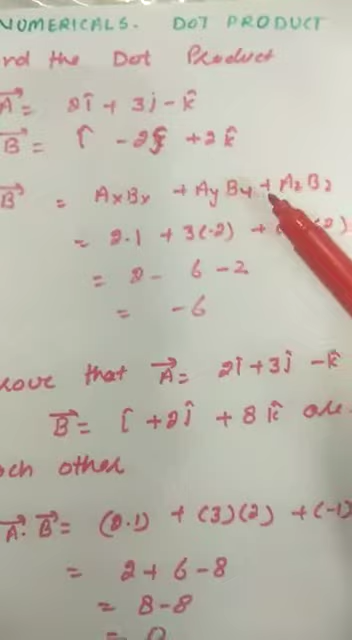 NUMERICALS. DOT PRODUCT
nd the Dot Product
A⃗ = 2î + 3ĵ - k̂
B⃗ = î - 2ĵ + 2k̂
B⃗ = AxBx + AyBy + AzBz
= 2.1 + 3(-2) +
= 2 - 6 - 2
= -6
rove that A⃗ = 2î + 3ĵ - k̂
B⃗ = î + 2ĵ + 8k̂ are
ach other
A⃗. B⃗ = (2.1) + (3)(2) + (-1)
= 2 + 6 - 8
= 8 - 8
= 0